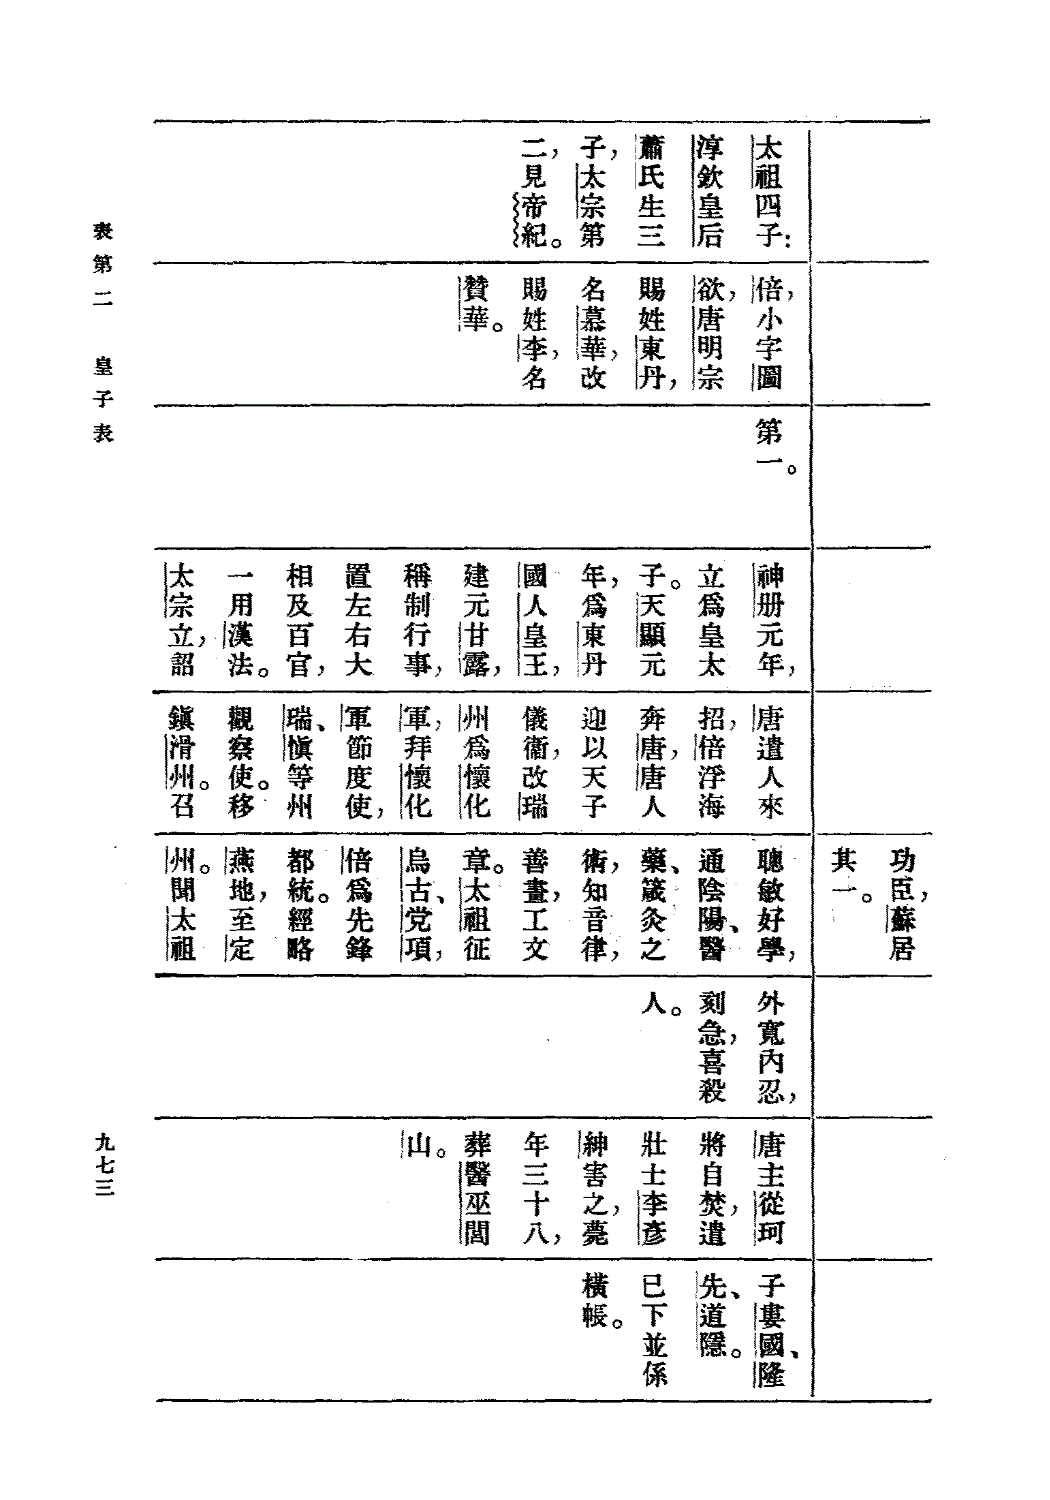 功臣，蘇居
其一。
太祖四子：
淳欽皇后
蕭氏生三
子，太宗第
二，見帝紀。
倍，小字圖
欲，唐明宗
賜姓東丹，
名慕華，改
賜姓李，名
贊華。
第一。
神册元年，
立爲皇太
子。天顯元
年，爲東丹
國人皇王，
建元甘露，
稱制行事，
置左右大
相及百官，
一用漢法。
太宗立，詔
唐遣人來
招，倍浮海
奔唐，唐人
迎以天子
儀衞，改瑞
州爲懷化
軍，拜懷化
軍節度使，
瑞、愼等州
觀察使。移
鎭滑州。召
聰敏好學，
通陰陽、醫
藥、箴灸之
術，知音律，
善畫，工文
章。太祖征
烏古、党項，
倍爲先鋒
都統。經略
燕地，至定
州。聞太祖
外寬內忍，
刻急，喜殺
人。
唐主從珂
將自焚，遣
壯士李彥
紳害之，薨
年三十八，
葬醫巫閭
山。
子婁國、隆
先、道隱。
已下並係
橫帳。
表第二　皇子表
九七三